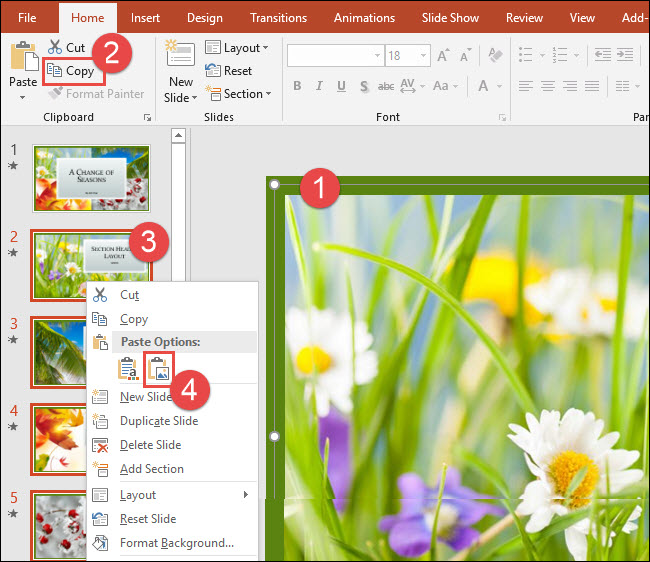 File Home Insert Design Transitions Animations Slide Show Review View Add-
2
Cut
Copy
Format Painter
Paste
Clipboard
New
Slide
Layout
Reset
Section
Slides
18
A A
B I U S abc AV Aa A
Font
Par
1
A Change of
Seasons
2
Layout
3
4
5
1
3
4
Cut
Copy
Paste Options:
New Slide
Duplicate Slide
Delete Slide
Add Section
Layout
Reset Slide
Format Background...